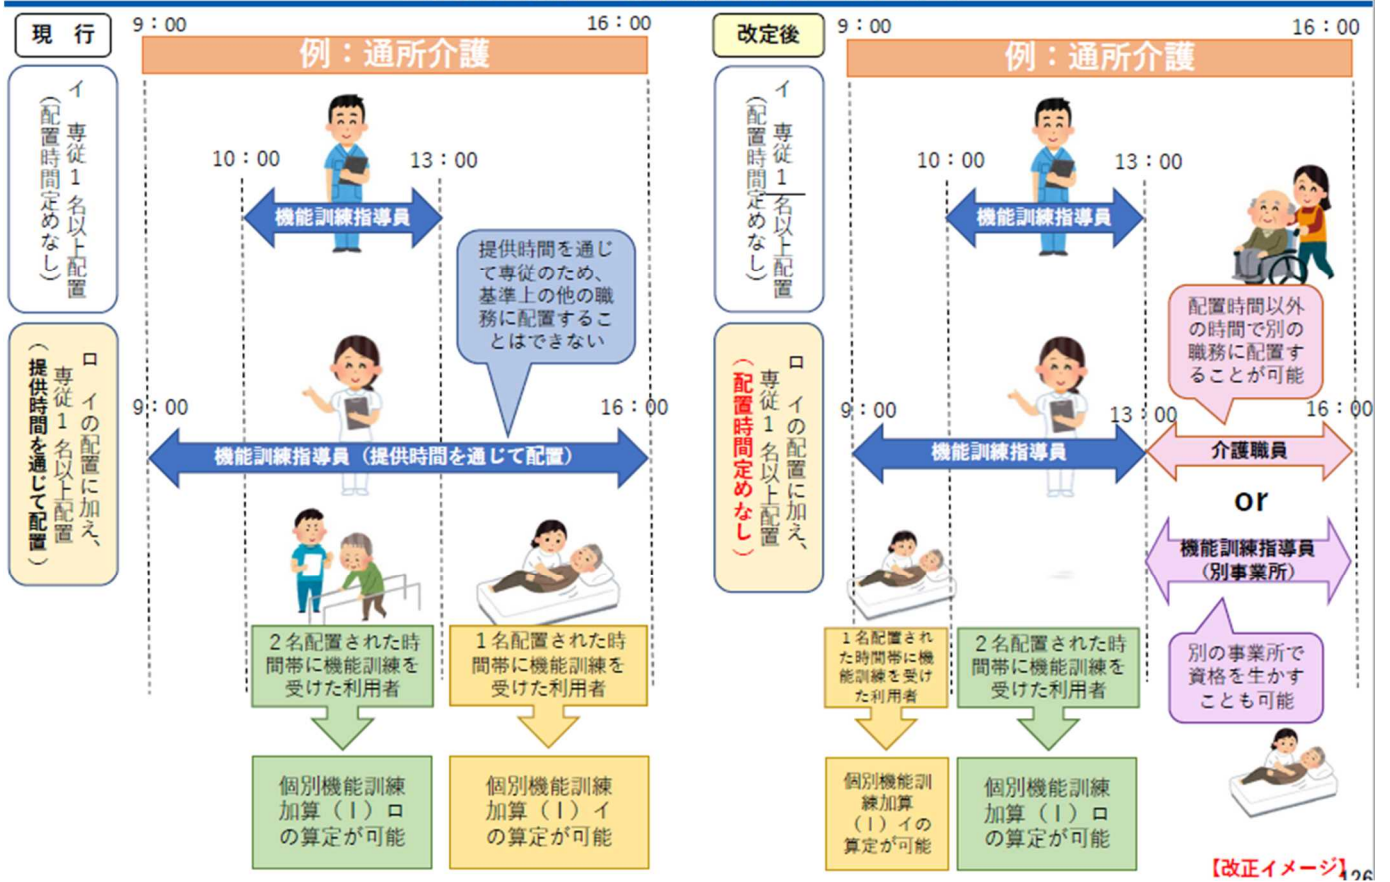 現　行
9：00
16：00
例：通所介護
イ　専従１名以上配置
（配置時間定めなし）
10：00
13：00
機能訓練指導員
提供時間を通じ
て専従のため、
基準上の他の職
務に配置するこ
とはできない
ロ　イの配置に加え、
専従１名以上配置
（提供時間を通じて配置）
9：00
16：00
機能訓練指導員（提供時間を通じて配置）
２名配置された時
間帯に機能訓練を
受けた利用者
１名配置された時
間帯に機能訓練を
受けた利用者
個別機能訓練
加算（Ⅰ）ロ
の算定が可能
個別機能訓練
加算（Ⅰ）イ
の算定が可能
改定後
9：00
16：00
例：通所介護
イ　専従１名以上配置
（配置時間定めなし）
10：00
13：00
機能訓練指導員
配置時間以外
の時間で別の
職務に配置す
ることが可能
ロ　イの配置に加え、
専従１名以上配置
（配置時間定めなし）
9：00
13：00
16：00
機能訓練指導員
介護職員
or
機能訓練指導員
（別事業所）
別の事業所で
資格を生かす
ことも可能
１名配置され
た時間帯に機
能訓練を受け
た利用者
２名配置された時
間帯に機能訓練を
受けた利用者
個別機能訓
練加算
（Ⅰ）イの
算定が可能
個別機能訓練
加算（Ⅰ）ロ
の算定が可能
【改正イメージ】
126